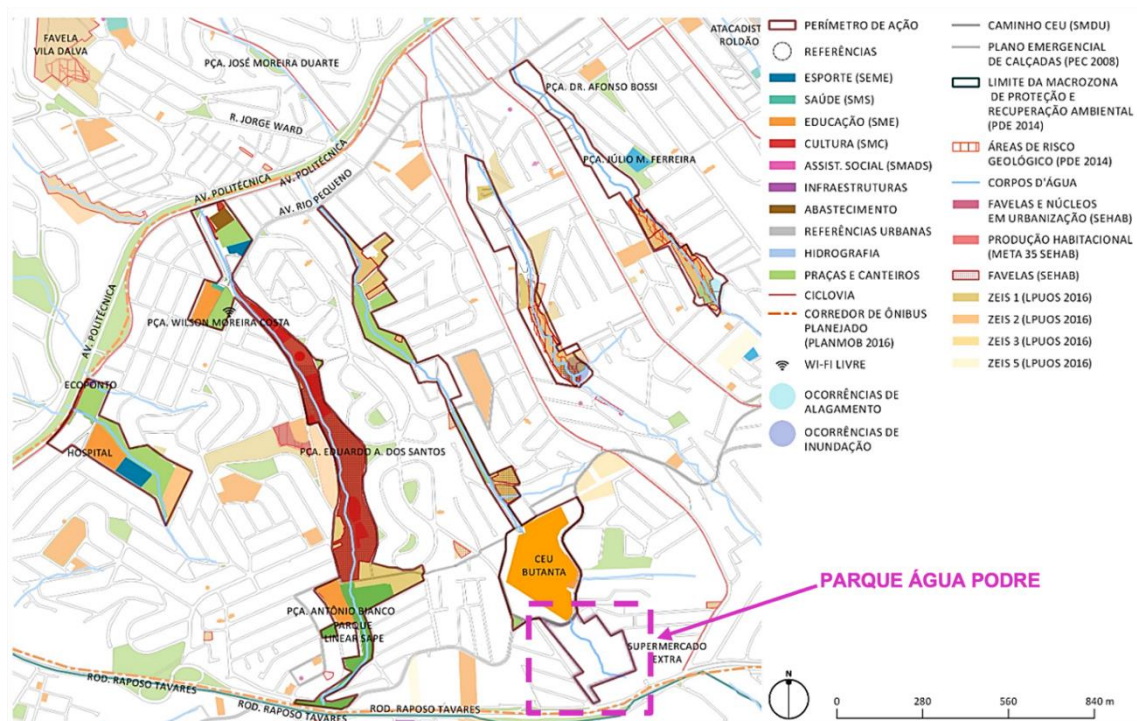 FAVELA
VILA DALVA
PÇA. JOSÉ MOREIRA DUARTE
R. JORGE WARD
AV. POLITÉCNICA
AV. POLITÉCNICA
AV. RIO PEQUENO
ATACADIST
ROLDÃO
PÇA. DR. AFONSO BOSSI
PÇA. JÚLIO M. FERREIRA
AV. POLITÉCNICA
PÇA. WILSON MOREIRA COSTA
ECOPONTO
HOSPITAL
PÇA. EDUARDO A. DOS SANTOS
CEU
BUTANTA
PÇA. ANTÔNIO BIANCO
PARQUE
LINEAR SAPÉ
SUPERMERCADO
EXTRA
ROD. RAPOSO TAVARES
ROD. RAPOSO TAVARES
ROD. RAPOSO TAVARES
PARQUE ÁGUA PODRE
PERÍMETRO DE AÇÃO
REFERÊNCIAS
ESPORTE (SEME)
SAÚDE (SMS)
EDUCAÇÃO (SME)
CULTURA (SMC)
ASSIST. SOCIAL (SMADS)
INFRAESTRUTURAS
ABASTECIMENTO
REFERÊNCIAS URBANAS
HIDROGRAFIA
PRAÇAS E CANTEIROS
CICLOVIA
CORREDOR DE ÔNIBUS
PLANEJADO
(PLANMOB 2016)
WI-FI LIVRE
OCORRÊNCIAS DE
ALAGAMENTO
OCORRÊNCIAS DE
INUNDAÇÃO
CAMINHO CEU (SMDU)
PLANO EMERGENCIAL
DE CALÇADAS (PEC 2008)
LIMITE DA MACROZONA
DE PROTEÇÃO E
RECUPERAÇÃO AMBIENTAL
(PDE 2014)
ÁREAS DE RISCO
GEOLÓGICO (PDE 2014)
CORPOS D'ÁGUA
FAVELAS E NÚCLEOS
EM URBANIZAÇÃO (SEHAB)
PRODUÇÃO HABITACIONAL
(META 35 SEHAB)
FAVELAS (SEHAB)
ZEIS 1 (LPUOS 2016)
ZEIS 2 (LPUOS 2016)
ZEIS 3 (LPUOS 2016)
ZEIS 5 (LPUOS 2016)
N
0 280 560 840 m